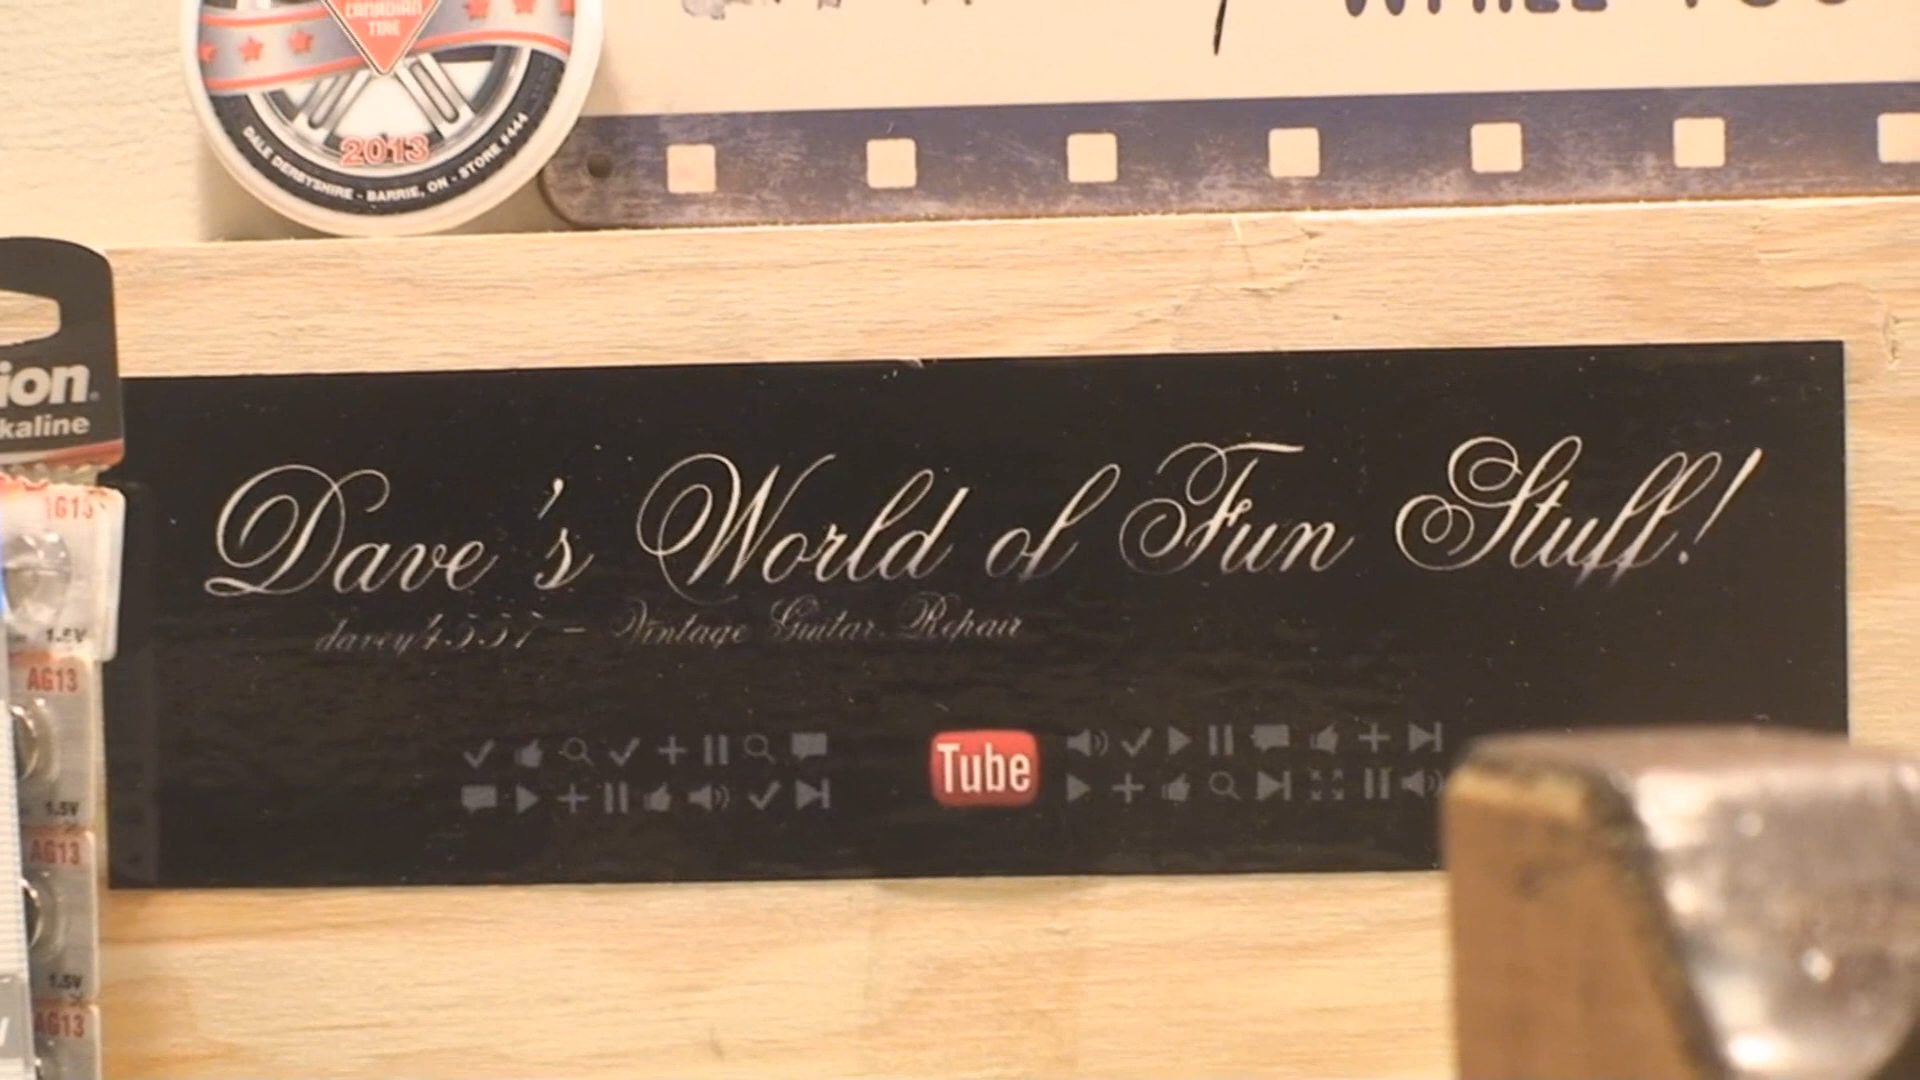 CANADIAN
TIRE
2013
DALE DERBYSHIRE - BARRIE, ON - STORE #444
ion
kaline
Dave's World of Fun Stuff!
davey4557 - Vintage Guitar Repair
Tube
AG13
1.5V
AG13
1.5V
AG13
1.5V
AG13